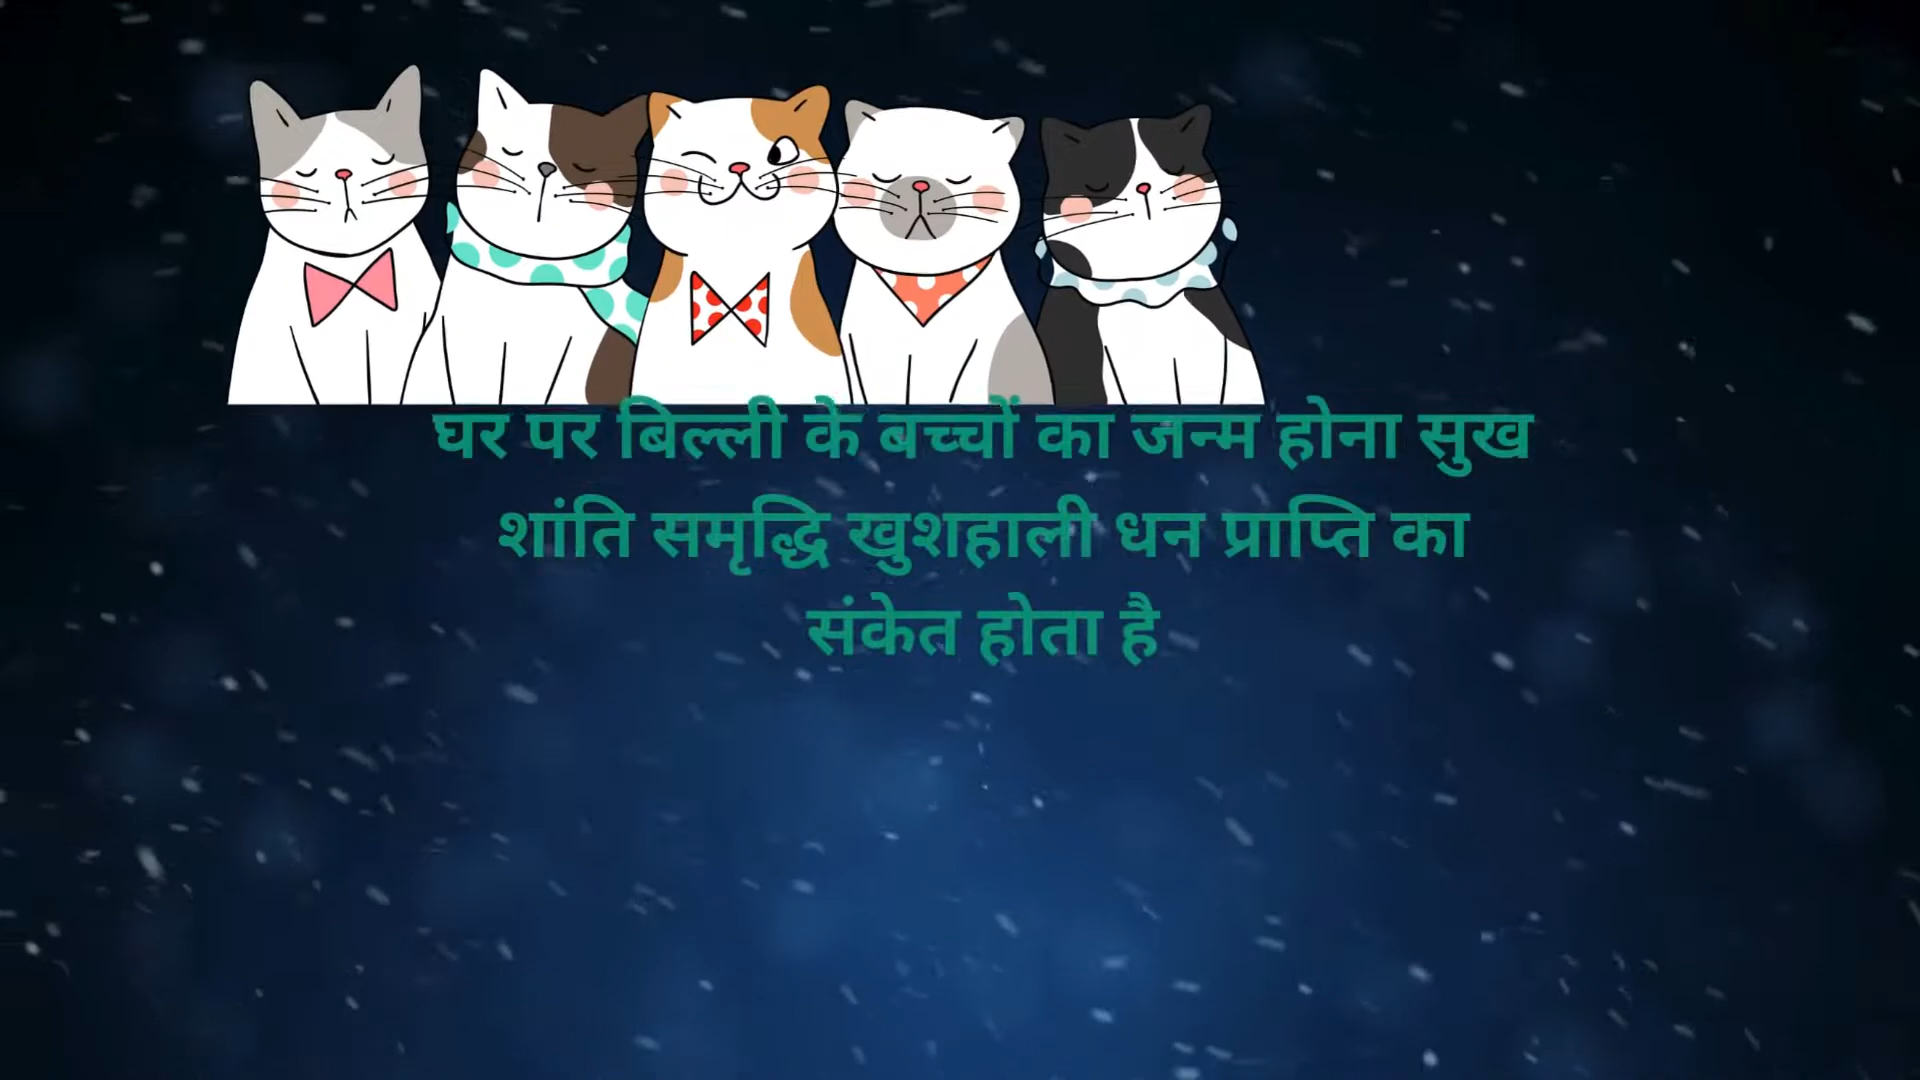 घर पर बिल्ली के बच्चों का जन्म होना सुख
शांति समृद्धि खुशहाली धन प्राप्ति का
संकेत होता है